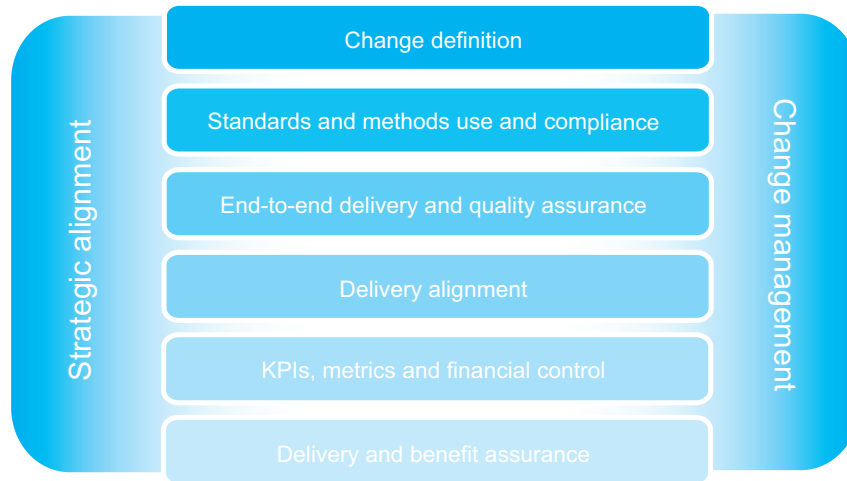 Strategic alignment
Change definition
Standards and methods use and compliance
End-to-end delivery and quality assurance
Delivery alignment
KPIs, metrics and financial control
Delivery and benefit assurance
Change management